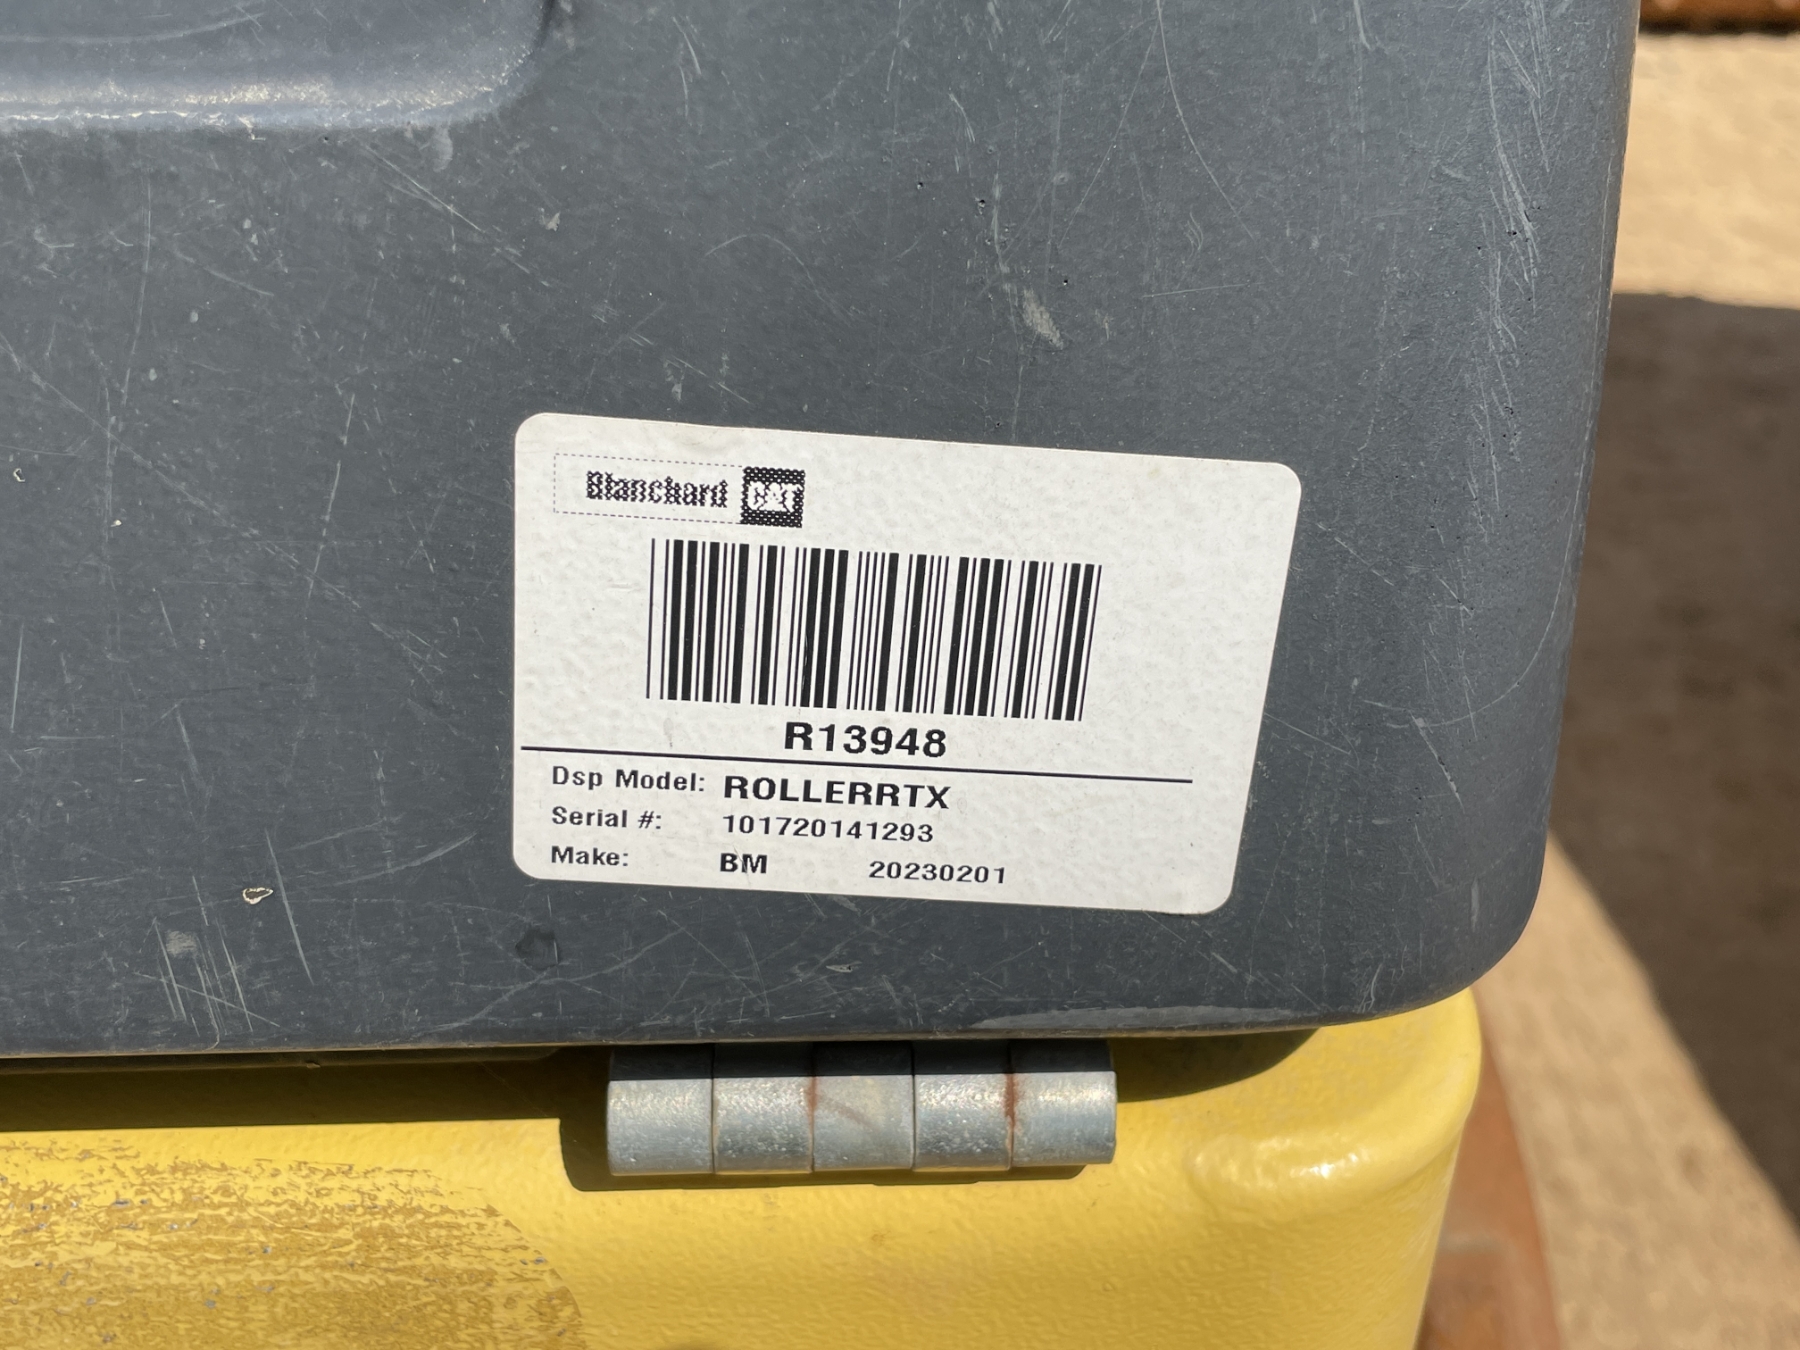 Blanchard CAT
R13948
Dsp Model: ROLLERRTX
Serial #: 101720141293
Make: BM 20230201